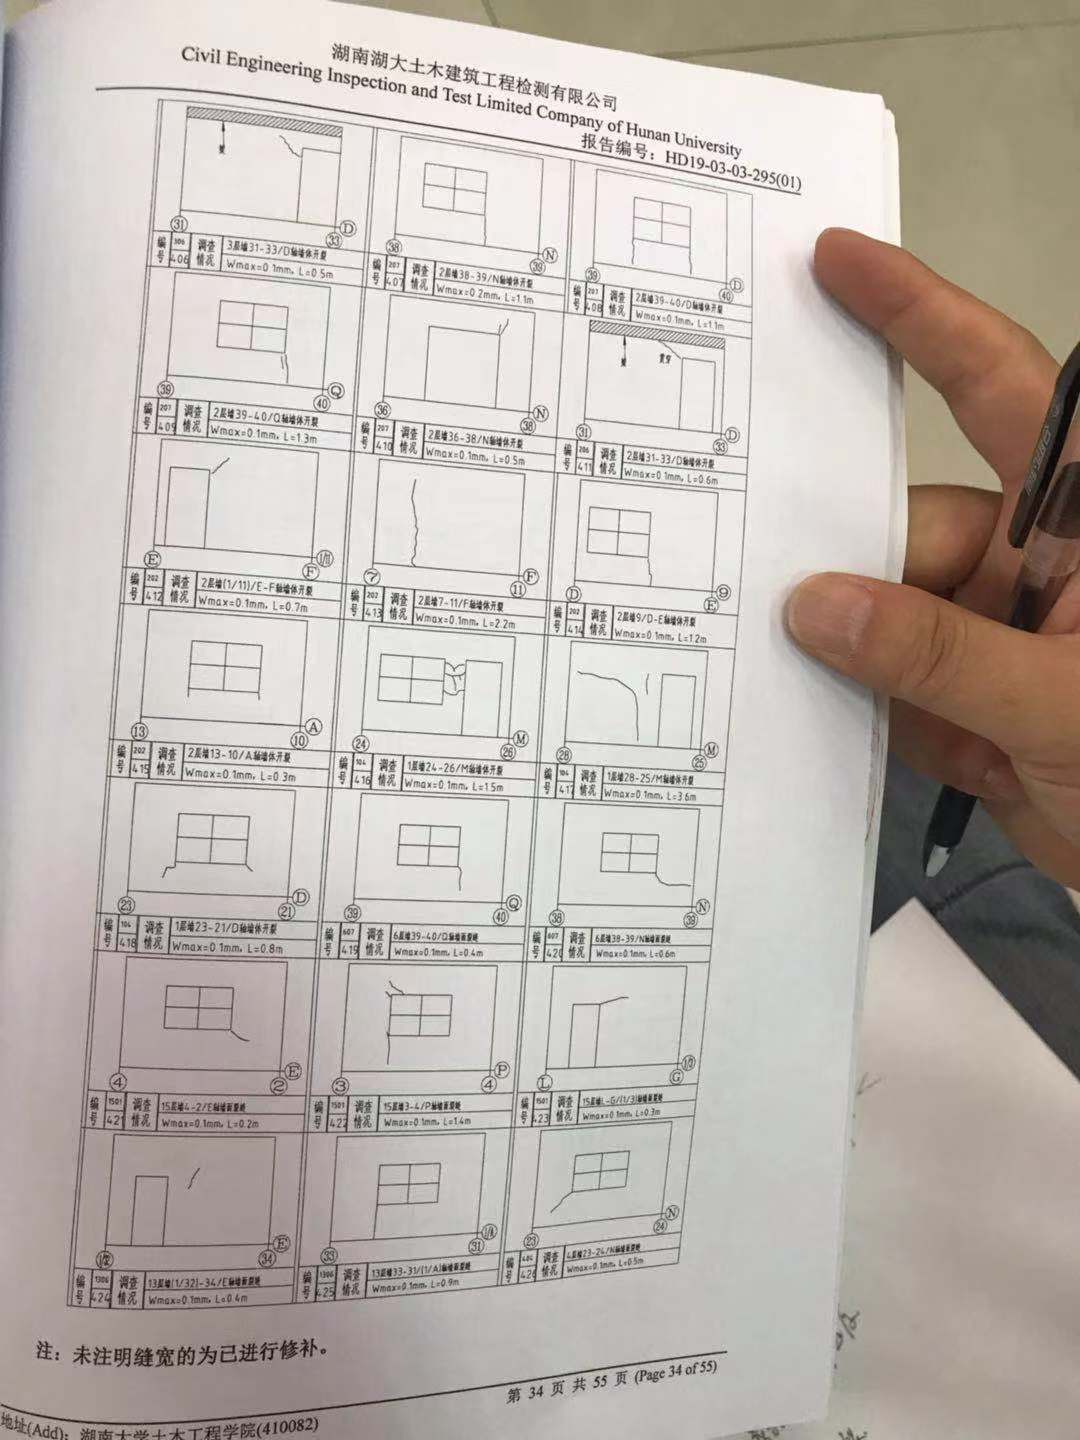 湖南湖大土木建筑工程检测有限公司
Civil Engineering Inspection and Test Limited Company of Hunan University
报告编号：HD19-03-03-295(01)
31 33 D
编号 306 406 调查情况 3层墙31-33/D轴墙体开裂
Wmax=0.1mm, L=0.5m
38 39 N
编号 207 407 调查情况 2层墙38-39/N轴墙体开裂
Wmax=0.2mm, L=1.1m
39 40 D
编号 207 408 调查情况 2层墙39-40/D轴墙体开裂
Wmax=0.1mm, L=1.1m
39 40 Q
编号 207 409 调查情况 2层墙39-40/Q轴墙体开裂
Wmax=0.1mm, L=1.3m
36 38 N
编号 207 410 调查情况 2层墙36-38/N轴墙体开裂
Wmax=0.1mm, L=0.5m
贯穿
31 33 D
编号 206 411 调查情况 2层墙31-33/D轴墙体开裂
Wmax=0.1mm, L=0.6m
E F 1/11
编号 202 412 调查情况 2层墙(1/11)/E-F轴墙体开裂
Wmax=0.1mm, L=0.7m
7 11 F
编号 202 413 调查情况 2层墙7-11/F轴墙体开裂
Wmax=0.1mm, L=2.2m
D E 9
编号 202 414 调查情况 2层墙9/D-E轴墙体开裂
Wmax=0.1mm, L=1.2m
13 10 A
编号 202 415 调查情况 2层墙13-10/A轴墙体开裂
Wmax=0.1mm, L=0.3m
24 26 M
编号 104 416 调查情况 1层墙24-26/M轴墙体开裂
Wmax=0.1mm, L=1.5m
28 25 M
编号 104 417 调查情况 1层墙28-25/M轴墙体开裂
Wmax=0.1mm, L=3.6m
23 21 D
编号 104 418 调查情况 1层墙23-21/D轴墙体开裂
Wmax=0.1mm, L=0.8m
39 40 Q
编号 607 419 调查情况 6层墙39-40/Q轴墙面裂缝
Wmax=0.1mm, L=0.4m
38 39 N
编号 607 420 调查情况 6层墙38-39/N轴墙面裂缝
Wmax=0.1mm, L=0.6m
4 2 E
编号 1501 421 调查情况 15层墙4-2/E轴墙面裂缝
Wmax=0.1mm, L=0.2m
3 4 P
编号 1501 422 调查情况 15层墙3-4/P轴墙面裂缝
Wmax=0.1mm, L=1.4m
L G 1/3
编号 1501 423 调查情况 15层墙L-G/(1/3)轴墙面裂缝
Wmax=0.1mm, L=0.3m
1/32 34 E
编号 1306 424 调查情况 13层墙(1/32)-34/E轴墙面裂缝
Wmax=0.1mm, L=0.4m
33 31 1/A
编号 1306 425 调查情况 13层墙33-31/(1/A)轴墙面裂缝
Wmax=0.1mm, L=0.9m
23 24 N
编号 404 426 调查情况 4层墙23-24/N轴墙面裂缝
Wmax=0.1mm, L=0.5m
注：未注明缝宽的为已进行修补。
第 34 页 共 55 页 (Page 34 of 55)
地址(Add)：湖南大学土木工程学院(410082)